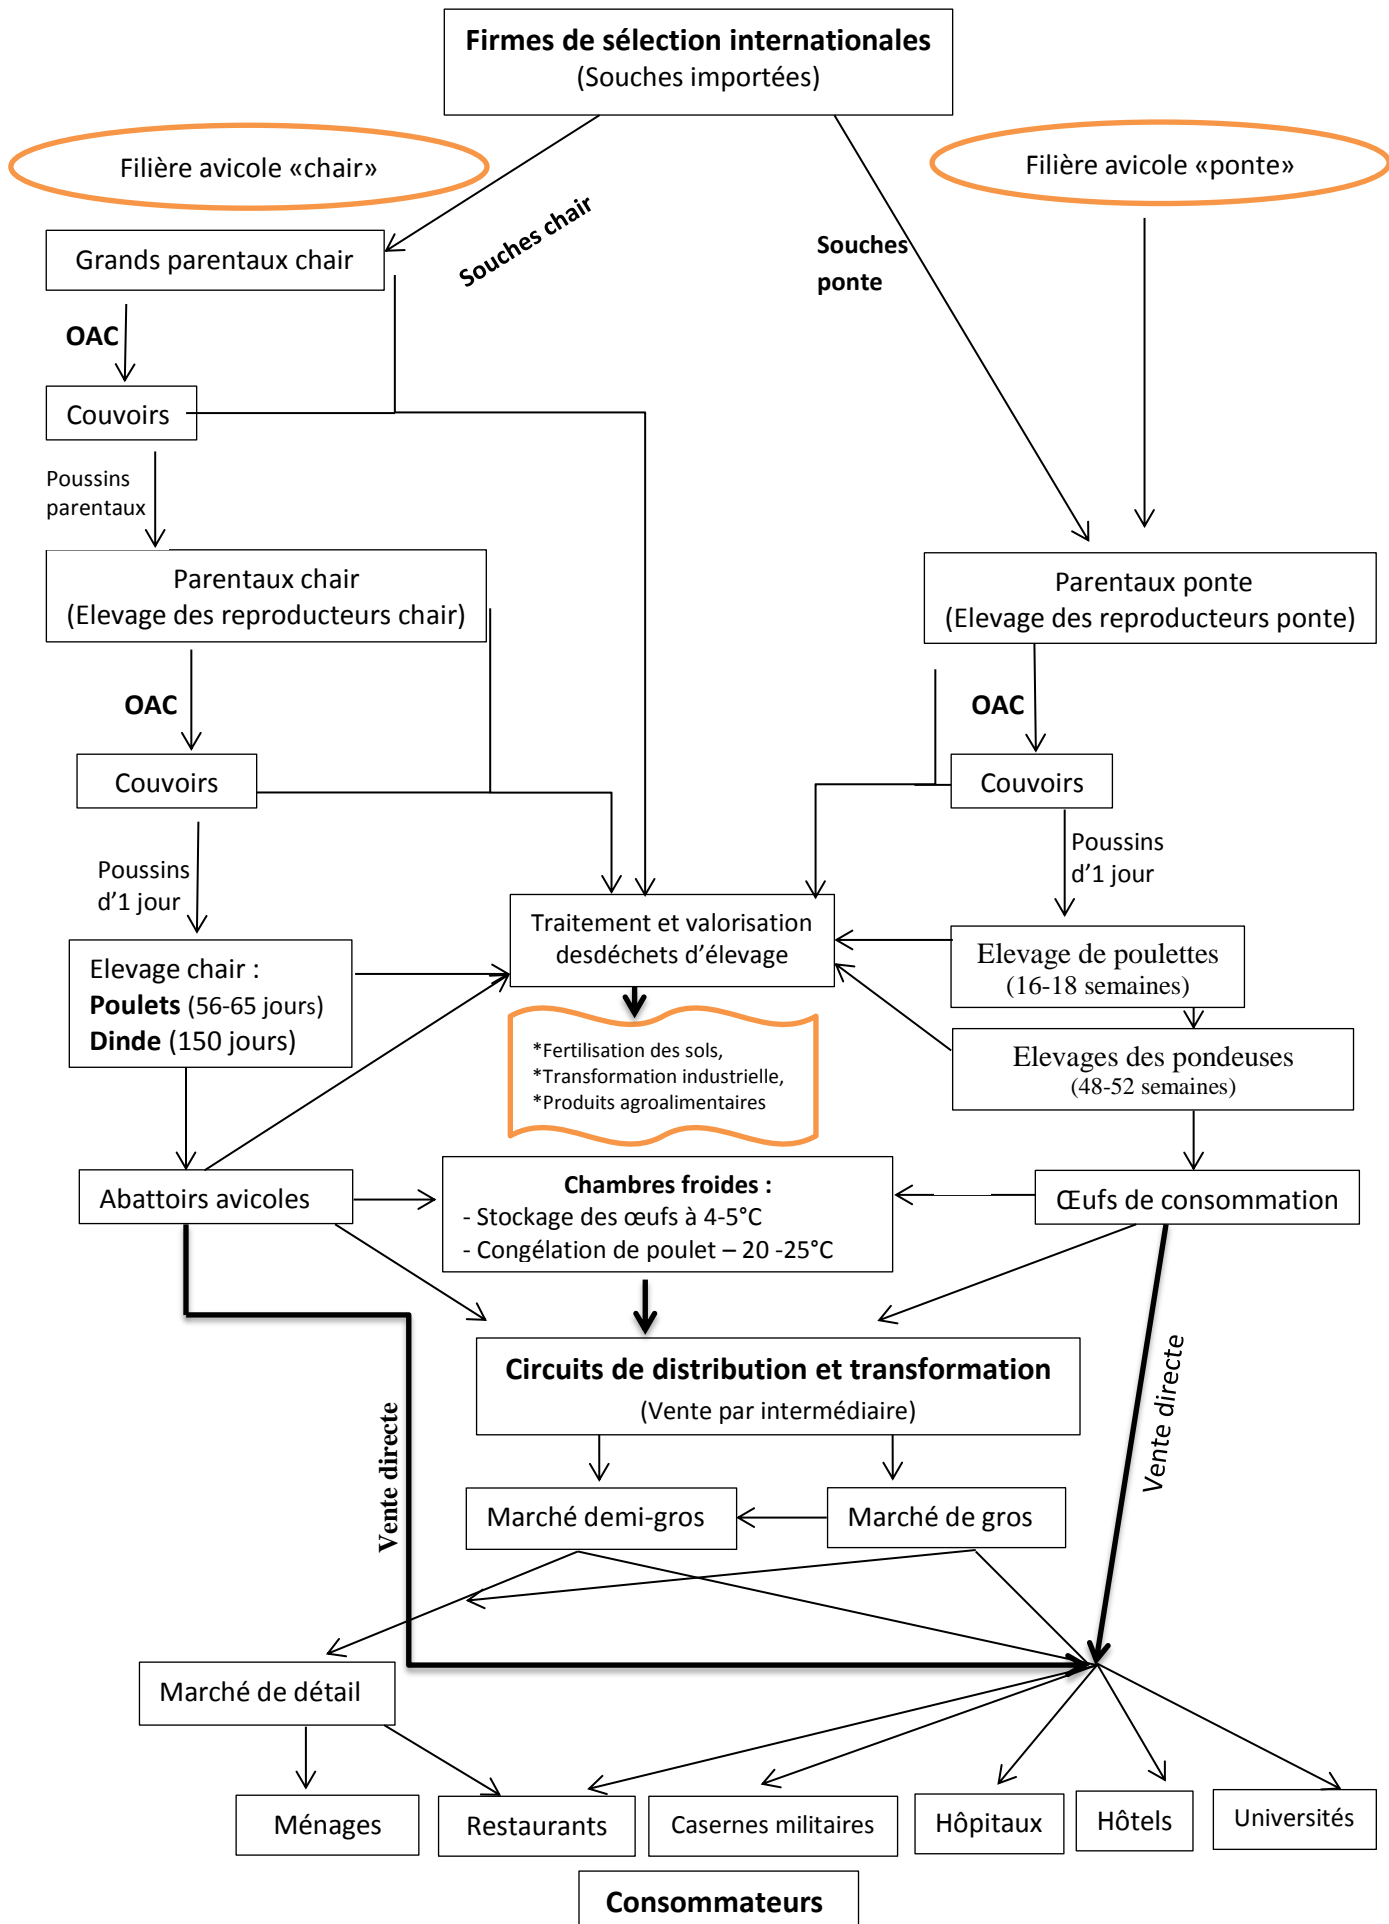 Firmes de sélection internationales
(Souches importées)
Filière avicole «chair»
Filière avicole «ponte»
Souches chair
Souches
ponte
Grands parentaux chair
OAC
Couvoirs
Poussins
parentaux
Parentaux chair
(Elevage des reproducteurs chair)
Parentaux ponte
(Elevage des reproducteurs ponte)
OAC
OAC
Couvoirs
Couvoirs
Poussins
d’1 jour
Poussins
d’1 jour
Traitement et valorisation
desdéchets d’élevage
Elevage chair :
Poulets (56-65 jours)
Dinde (150 jours)
Elevage de poulettes
(16-18 semaines)
*Fertilisation des sols,
*Transformation industrielle,
*Produits agroalimentaires
Elevages des pondeuses
(48-52 semaines)
Abattoirs avicoles
Chambres froides :
- Stockage des œufs à 4-5°C
- Congélation de poulet – 20 -25°C
Œufs de consommation
Circuits de distribution et transformation
(Vente par intermédiaire)
Vente directe
Vente directe
Marché demi-gros
Marché de gros
Marché de détail
Ménages
Restaurants
Casernes militaires
Hôpitaux
Hôtels
Universités
Consommateurs